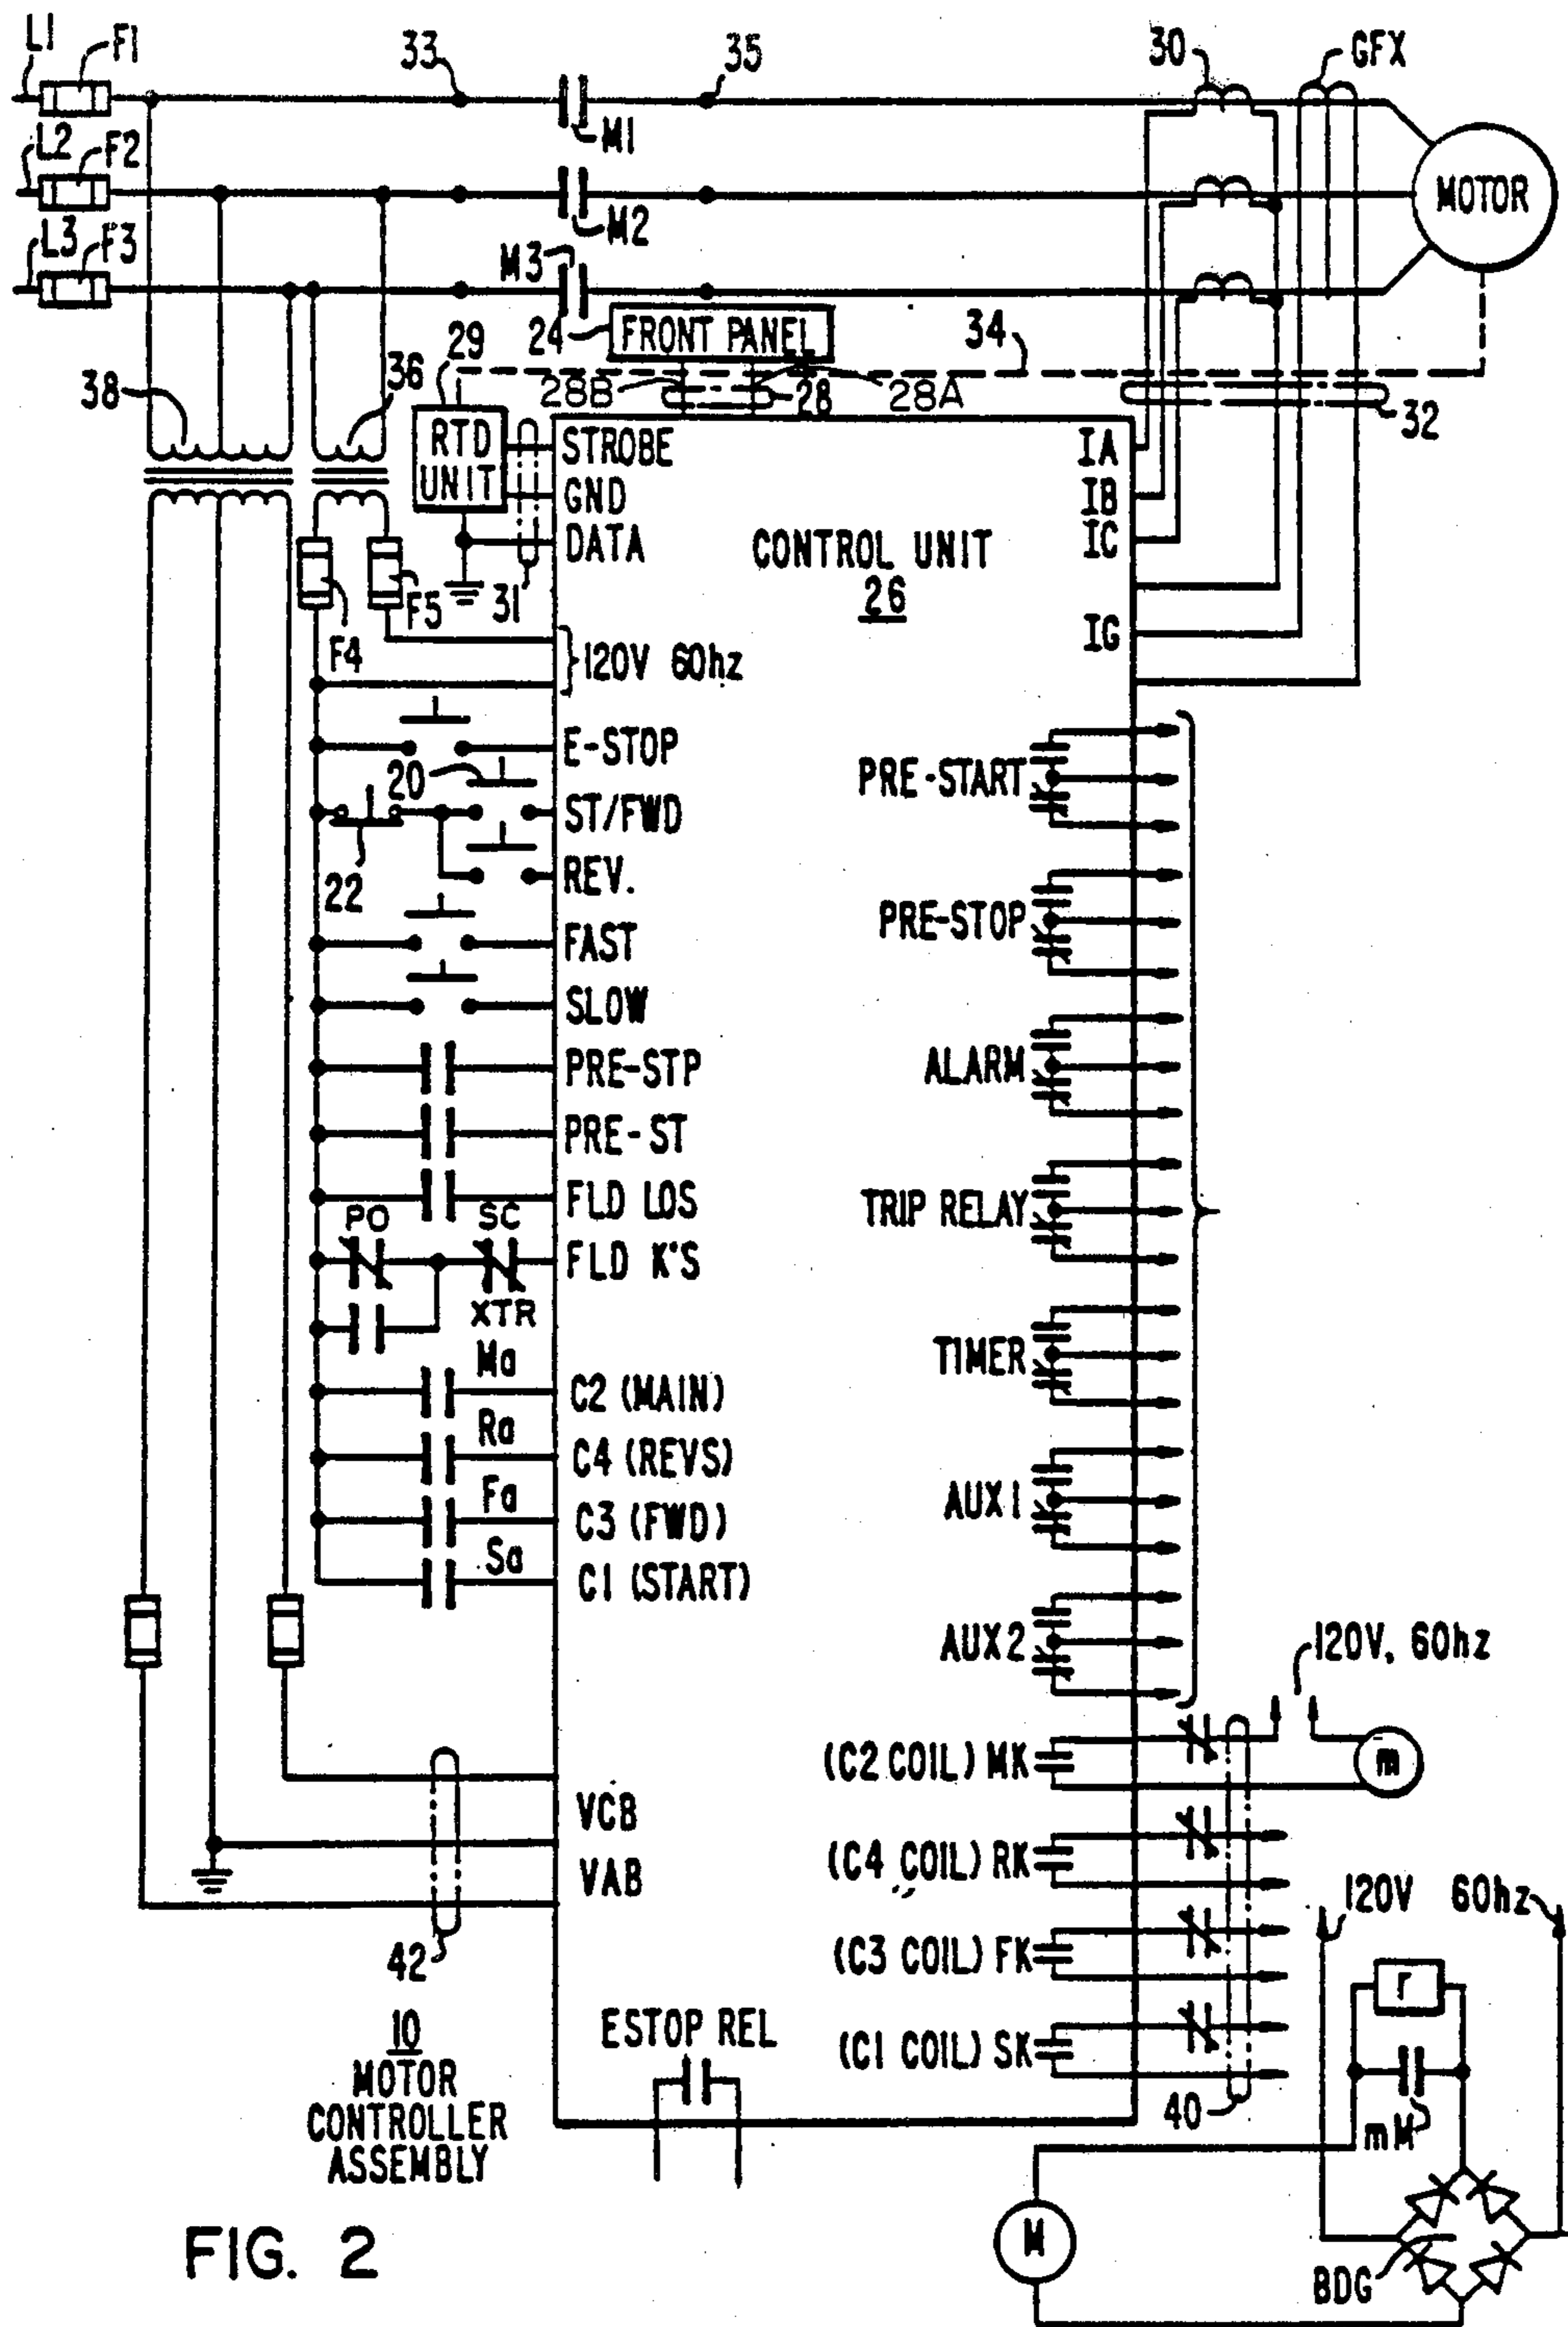 L1
F1
33
35
30
GFX
M1
L2
F2
MOTOR
M2
L3
F3
M3
24
FRONT PANEL
34
29
36
38
28B
28
28A
32
RTD
UNIT
STROBE
GND
DATA
31
IA
IB
IC
CONTROL UNIT
26
F4
F5
120V 60hz
IG
E-STOP
20
ST/FWD
22
REV.
FAST
SLOW
PRE-STP
PRE-ST
FLD LOS
PO
SC
FLD K'S
XTR
Ma
C2 (MAIN)
Ra
C4 (REVS)
Fa
C3 (FWD)
Sa
C1 (START)
PRE-START
PRE-STOP
ALARM
TRIP RELAY
TIMER
AUX 1
AUX 2
120V, 60hz
(C2 COIL) MK
m
VCB
VAB
(C4 COIL) RK
120V 60hz
42
(C3 COIL) FK
r
10
MOTOR
CONTROLLER
ASSEMBLY
ESTOP REL
(C1 COIL) SK
40
mM
M
BDG
FIG. 2